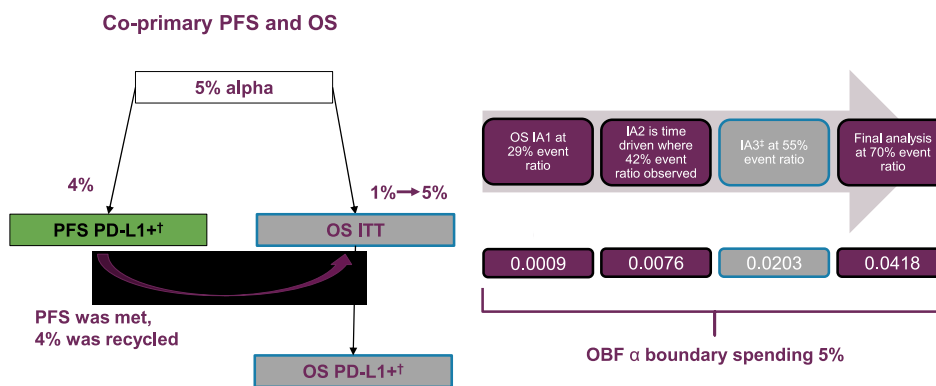 Co-primary PFS and OS
5% alpha
4%
1%→5%
PFS PD-L1+†
OS ITT
PFS was met,
4% was recycled
OS PD-L1+†
OS IA1 at
29% event
ratio
IA2 is time
driven where
42% event
ratio observed
IA3‡ at 55%
event ratio
Final analysis
at 70% event
ratio
0.0009
0.0076
0.0203
0.0418
OBF α boundary spending 5%